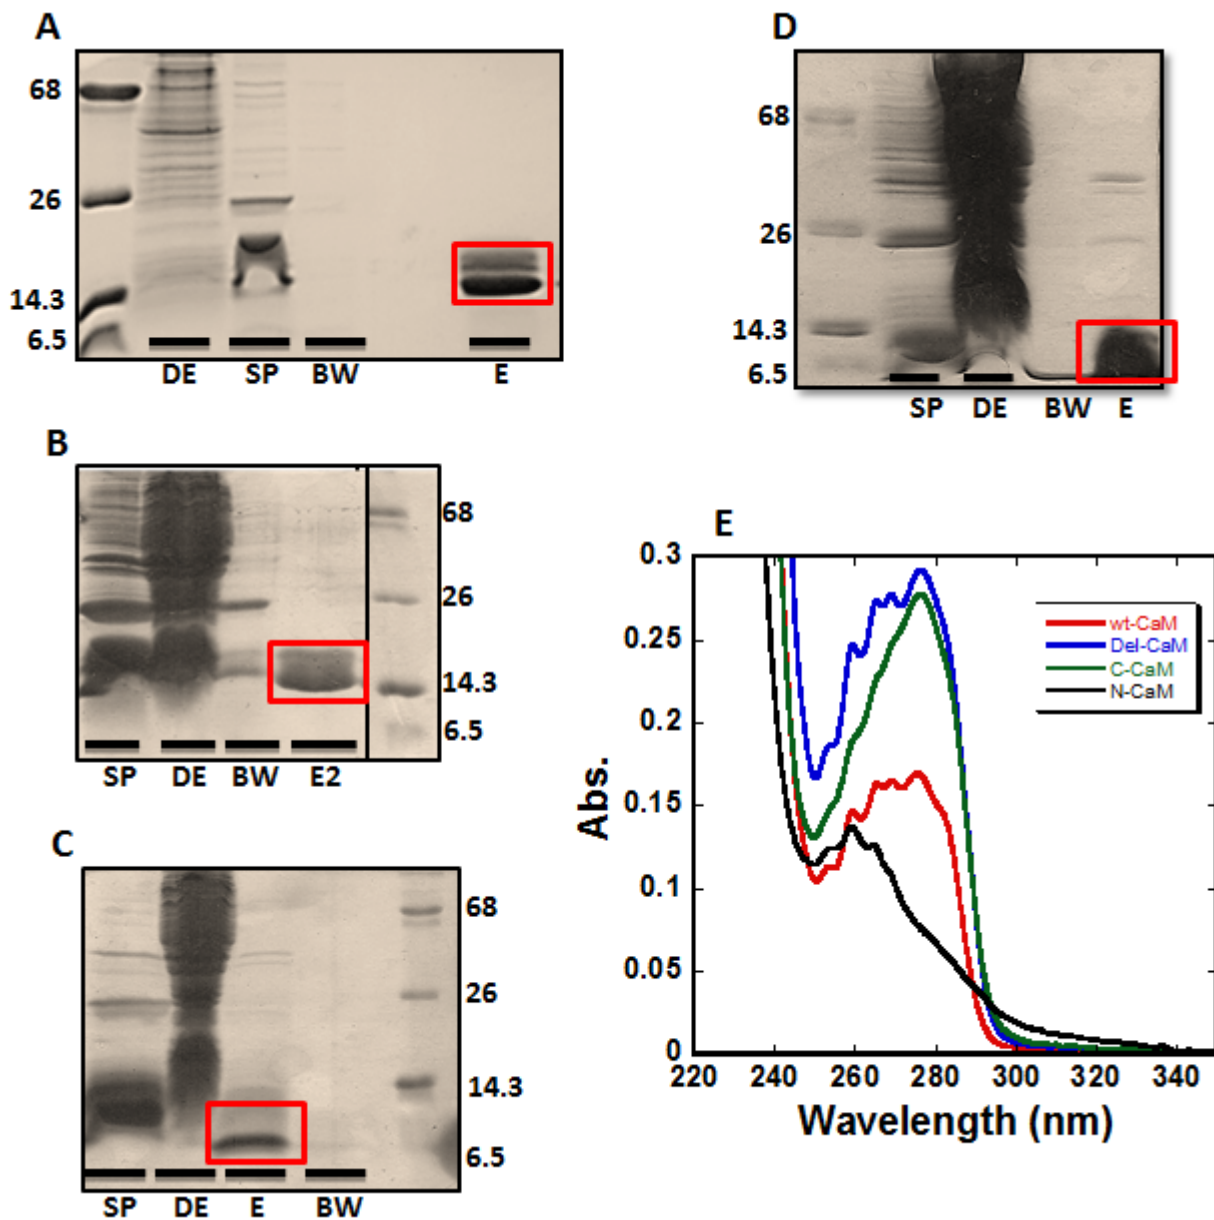 A
68
26
14.3
6.5
DE SP BW E
D
68
26
14.3
6.5
SP DE BW E
B
68
26
14.3
6.5
SP DE BW E2
C
68
26
14.3
6.5
SP DE E BW
E
0.3
0.25
0.2
0.15
0.1
0.05
0
Abs.
wt-CaM
Del-CaM
C-CaM
N-CaM
220 240 260 280 300 320 340
Wavelength (nm)